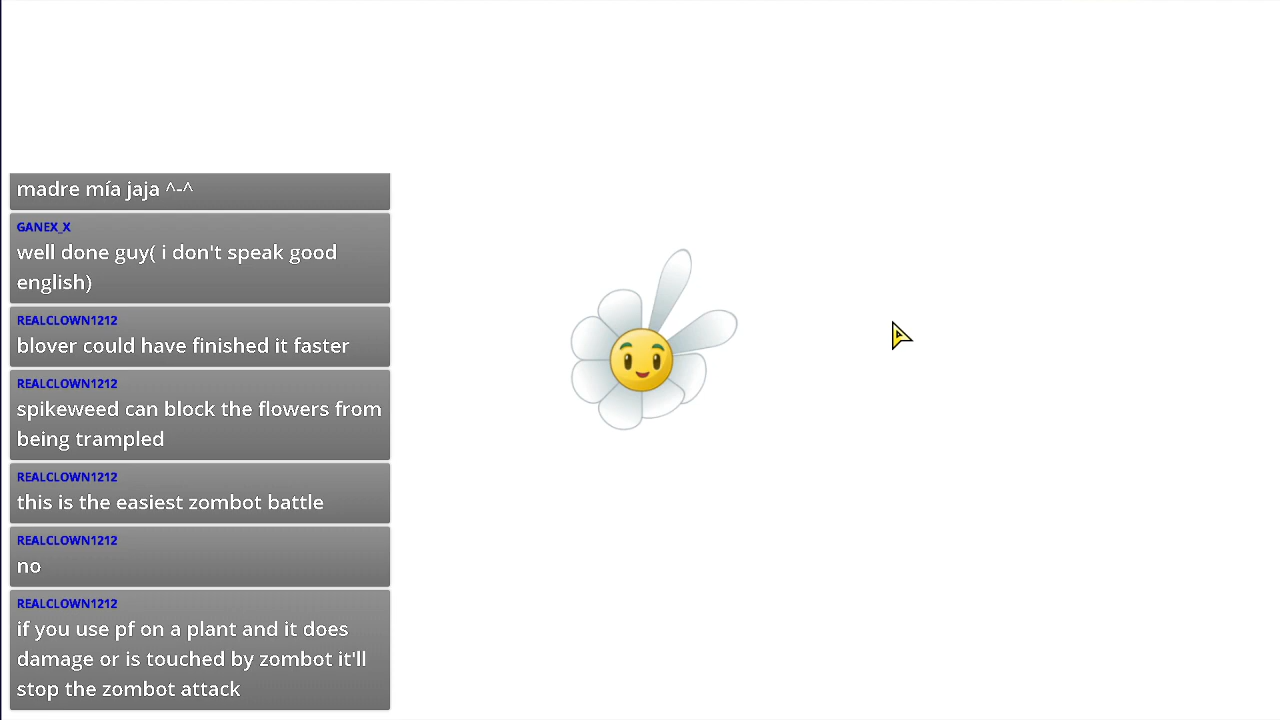 madre mía jaja ^-^
GANEX_X
well done guy( i don't speak good
english)
REALCLOWN1212
blover could have finished it faster
REALCLOWN1212
spikeweed can block the flowers from
being trampled
REALCLOWN1212
this is the easiest zombot battle
REALCLOWN1212
no
REALCLOWN1212
if you use pf on a plant and it does
damage or is touched by zombot it'll
stop the zombot attack